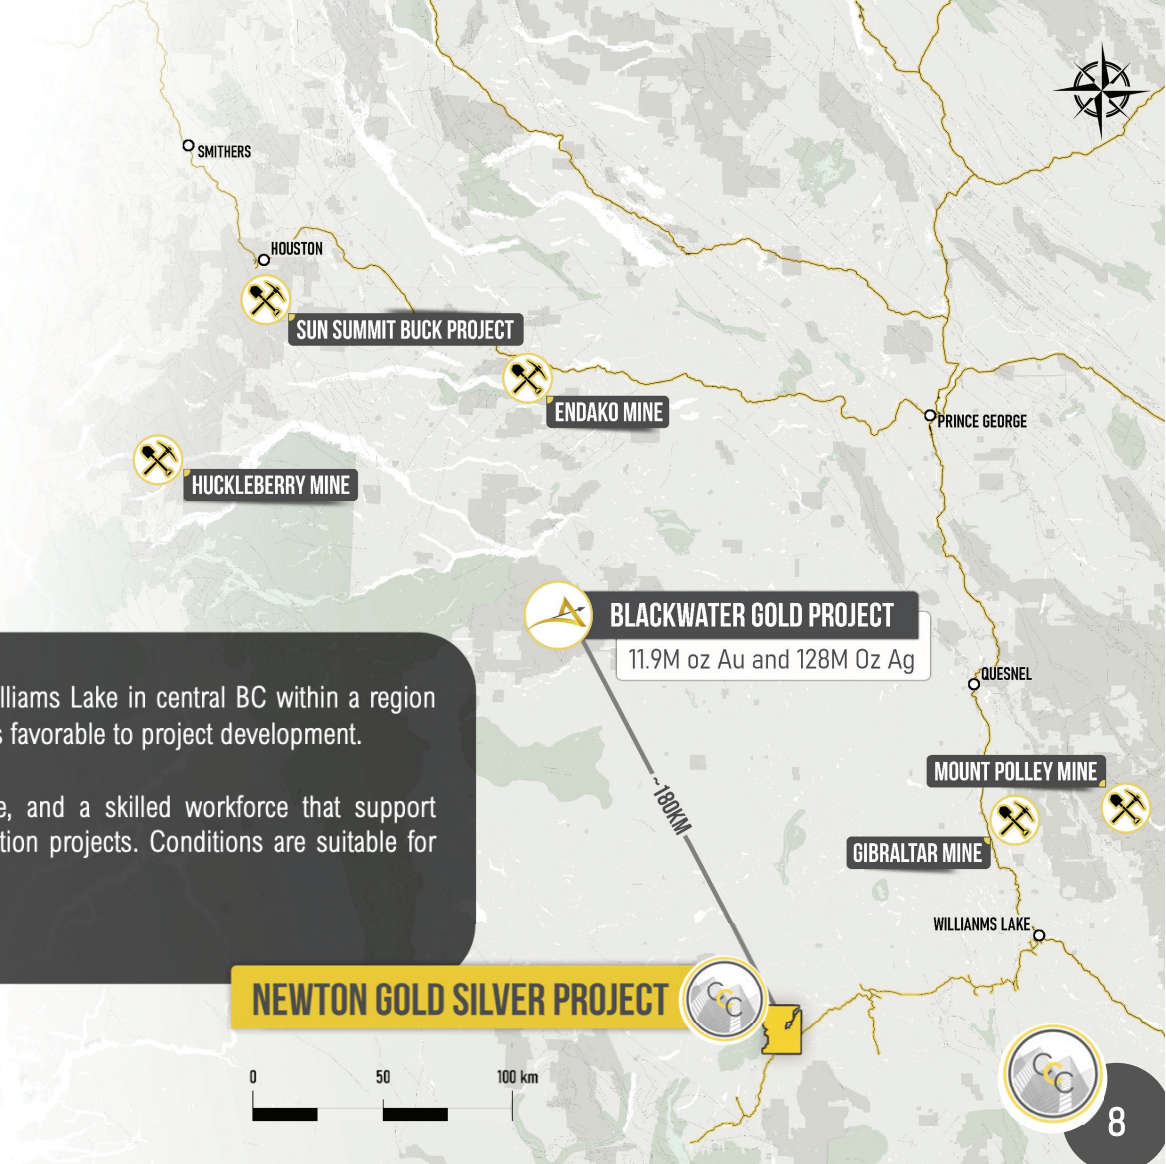 SMITHERS
HOUSTON
SUN SUMMIT BUCK PROJECT
ENDAKO MINE
PRINCE GEORGE
HUCKLEBERRY MINE
BLACKWATER GOLD PROJECT
11.9M oz Au and 128M Oz Ag
QUESNEL
lliams Lake in central BC within a region
s favorable to project development.
MOUNT POLLEY MINE
~180KM
e, and a skilled workforce that support
tion projects. Conditions are suitable for
GIBRALTAR MINE
WILLIANMS LAKE
NEWTON GOLD SILVER PROJECT
CCC
0 50 100 km
CCC
8